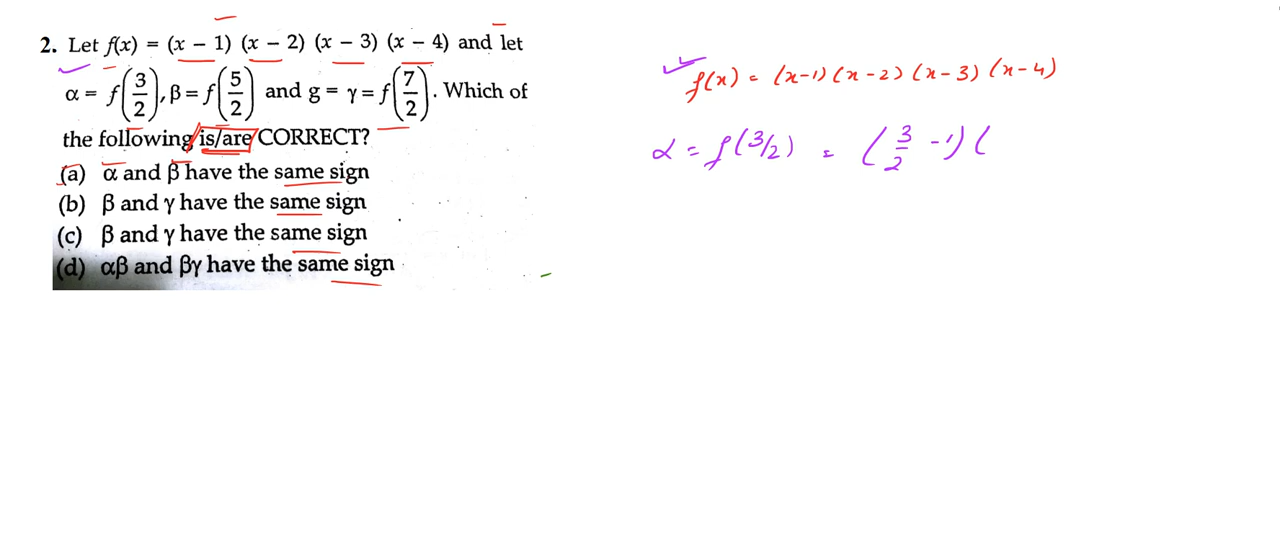 2. Let f(x) = (x − 1) (x − 2) (x − 3) (x − 4) and let
α = f(3/2), β = f(5/2) and g = γ = f(7/2). Which of
the following is/are CORRECT?
(a) α and β have the same sign
(b) β and γ have the same sign
(c) β and γ have the same sign
(d) αβ and βγ have the same sign
f(x) = (x-1)(x-2)(x-3)(x-4)
α = f(3/2) = (3/2 -1)(